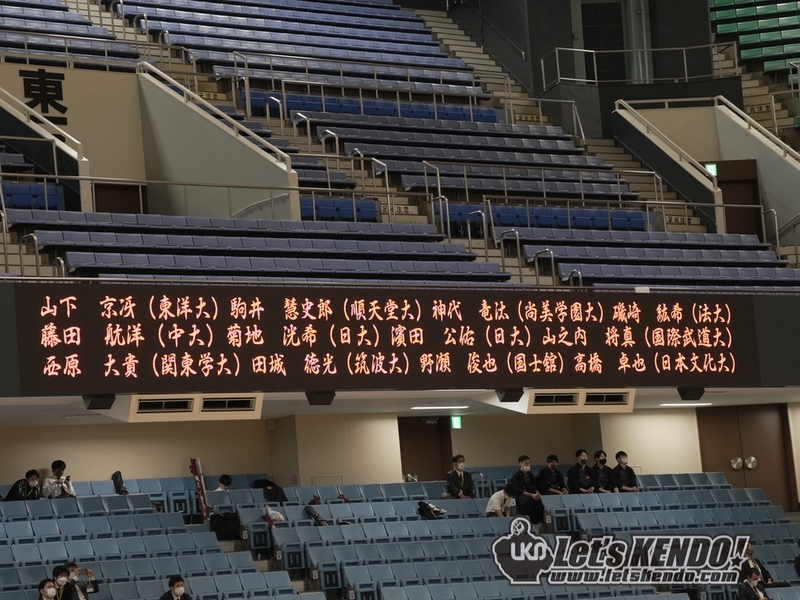 東
山下 京冴(東洋大) 駒井 慧史郎(順天堂大) 神代 竜汰(尚美学園大) 磯崎 紘希(法大)
藤田 航洋(中大) 菊地 洸希(日大) 濱田 公佑(日大) 山之内 将真(国際武道大)
西原 大貴(関東学大) 田城 徳光(筑波大) 野瀬 俊也(国士舘) 高橋 卓也(日本文化大)
LKN Let's KENDO!
www.letskendo.com